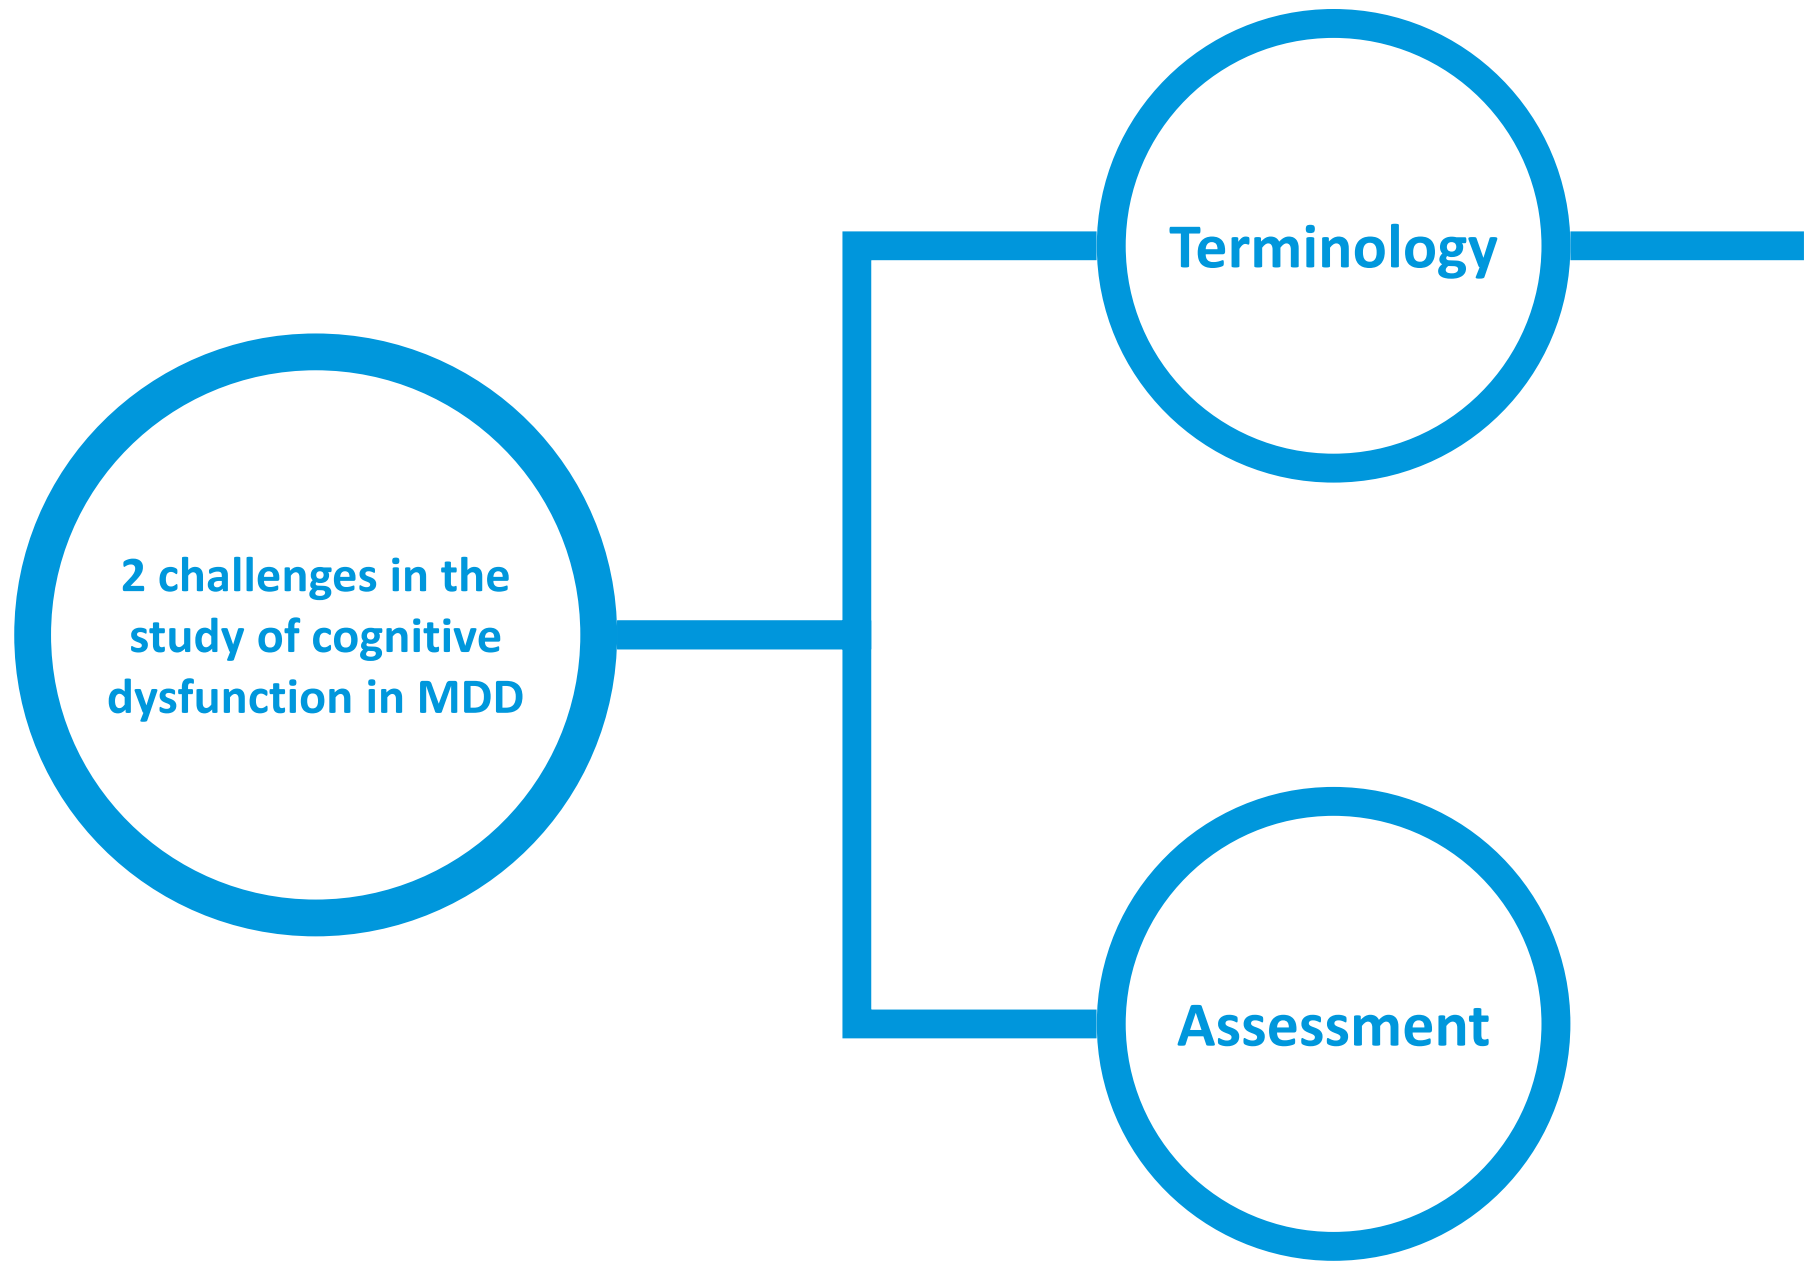 2 challenges in the
study of cognitive
dysfunction in MDD
Terminology
Assessment